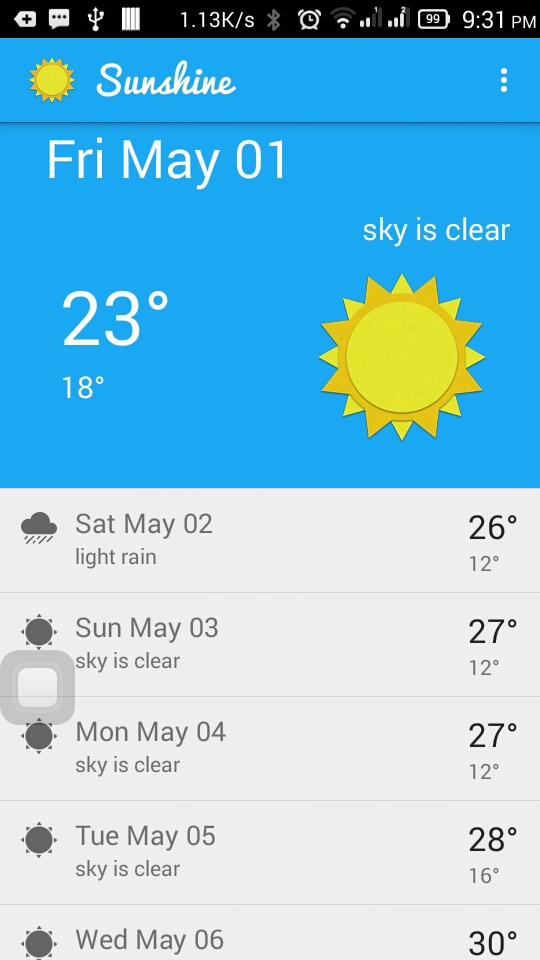 1.13K/s 1 2 99 9:31 PM
Sunshine
Fri May 01
sky is clear
23°
18°
Sat May 02 26°
light rain 12°
Sun May 03 27°
sky is clear 12°
Mon May 04 27°
sky is clear 12°
Tue May 05 28°
sky is clear 16°
Wed May 06 30°